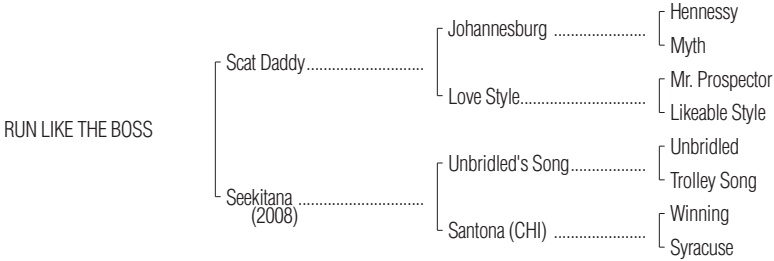 Hennessy
Johannesburg ......................
Myth
Scat Daddy............................
Mr. Prospector
Love Style..............................
Likeable Style
RUN LIKE THE BOSS
Unbridled
Unbridled's Song..................
Trolley Song
Seekitana ..............................
(2008)
Winning
Santona (CHI) ......................
Syracuse